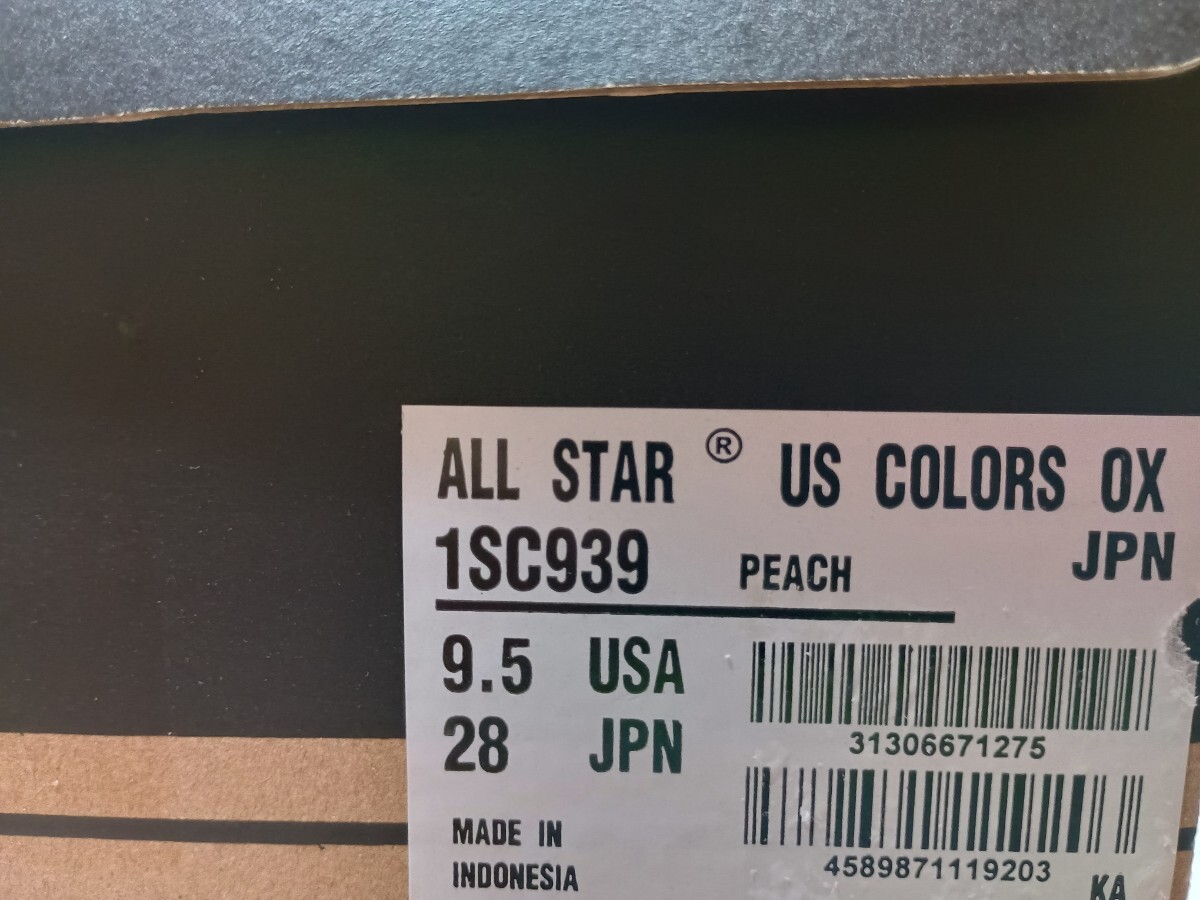 ALL STAR ® US COLORS OX
1SC939 PEACH JPN
9.5 USA
28 JPN
31306671275
4589871119203
MADE IN
INDONESIA
KA